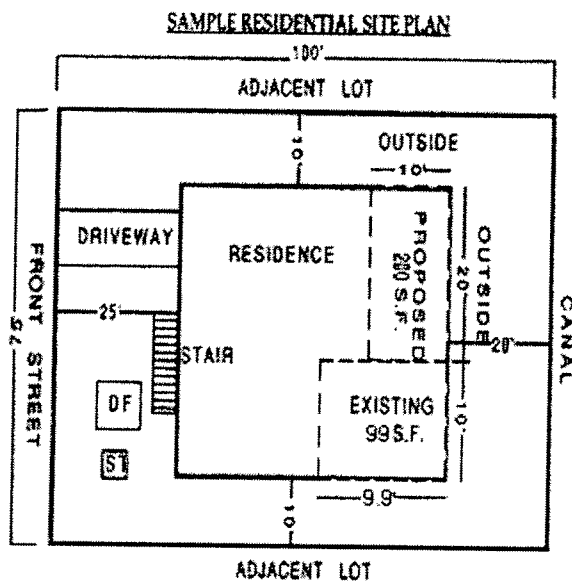 SAMPLE RESIDENTIAL SITE PLAN
100'
ADJACENT LOT
OUTSIDE
10'
10'
DRIVEWAY
RESIDENCE
PROPOSED
200 S.F.
OUTSIDE
20'
FRONT STREET
75'
25'
STAIR
20'
CANAL
DF
EXISTING
99 S.F.
10'
ST
9.9'
10'
ADJACENT LOT